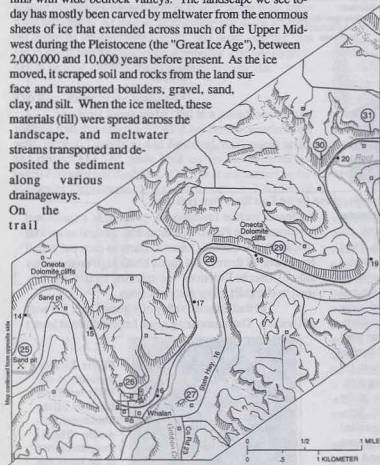 hills with wide bedrock valleys. The landscape we see to-
day has mostly been carved by meltwater from the enormous
sheets of ice that extended across much of the Upper Mid-
west during the Pleistocene (the "Great Ice Age"), between
2,000,000 and 10,000 years before present. As the ice
moved, it scraped soil and rocks from the land sur-
face and transported boulders, gravel, sand,
clay, and silt. When the ice melted, these
materials (till) were spread across the
landscape, and meltwater
streams transported and de-
posited the sediment
along various
drainageways.
On the
trail
31
30
20
Root
Oneota
Dolomite
cliffs
29
28
18
19
Oneota
Dolomite cliffs
Sand pit
17
14
15
25
Sand pit
26
27
State Hwy. 16
Whalan
Co Rd 23
Map continued from opposite side
0 1/2 1 MILE
0 .5 1 KILOMETER